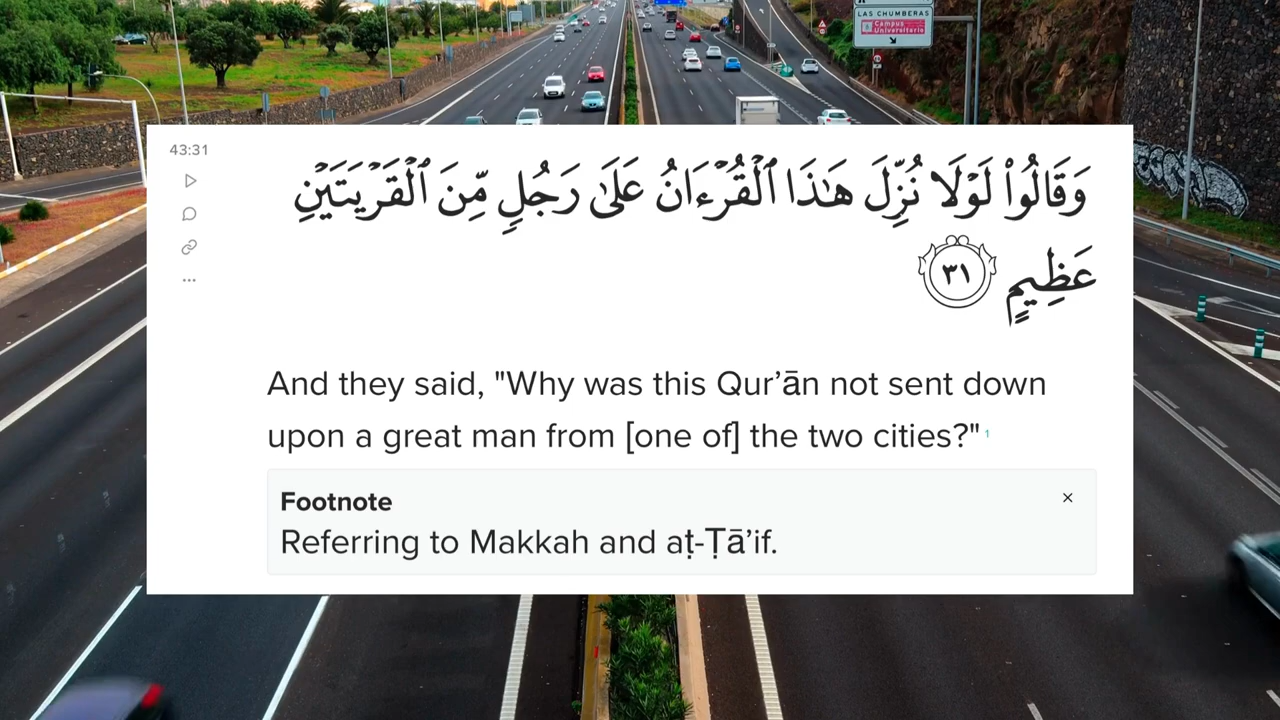 LAS CHUMBERAS
Campus
Universitario
43:31
وَقَالُوا۟ لَوْلَا نُزِّلَ هَـٰذَا ٱلْقُرْءَانُ عَلَىٰ رَجُلٍ مِّنَ ٱلْقَرْيَتَيْنِ
عَظِيمٍ ٣١
And they said, "Why was this Qur’ān not sent down
upon a great man from [one of] the two cities?" 1
Footnote
Referring to Makkah and aṭ-Ṭā’if.